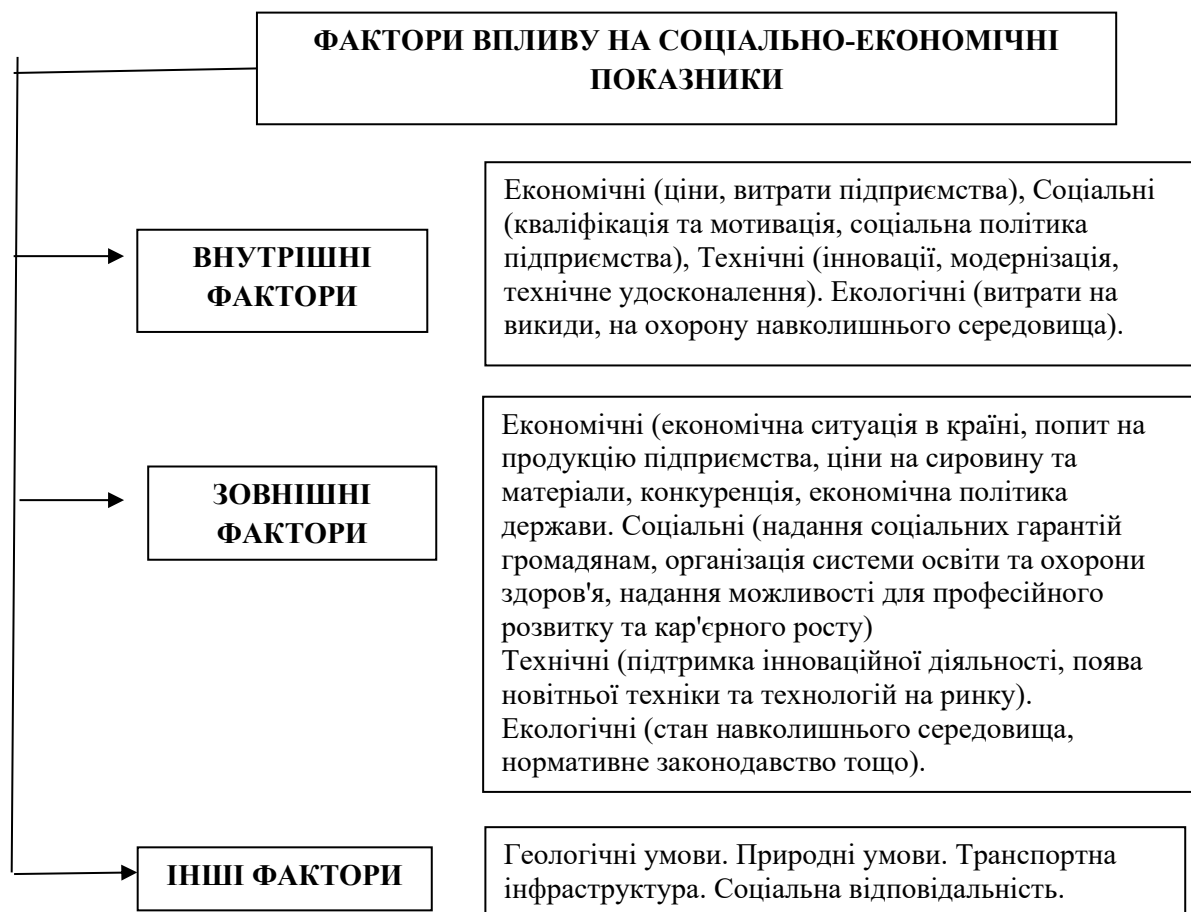 ФАКТОРИ ВПЛИВУ НА СОЦІАЛЬНО-ЕКОНОМІЧНІ
ПОКАЗНИКИ
ВНУТРІШНІ
ФАКТОРИ
Економічні (ціни, витрати підприємства), Соціальні
(кваліфікація та мотивація, соціальна політика
підприємства), Технічні (інновації, модернізація,
технічне удосконалення). Екологічні (витрати на
викиди, на охорону навколишнього середовища).
ЗОВНІШНІ
ФАКТОРИ
Економічні (економічна ситуація в країні, попит на
продукцію підприємства, ціни на сировину та
матеріали, конкуренція, економічна політика
держави. Соціальні (надання соціальних гарантій
громадянам, організація системи освіти та охорони
здоров'я, надання можливості для професійного
розвитку та кар'єрного росту)
Технічні (підтримка інноваційної діяльності, поява
новітньої техніки та технологій на ринку).
Екологічні (стан навколишнього середовища,
нормативне законодавство тощо).
ІНШІ ФАКТОРИ
Геологічні умови. Природні умови. Транспортна
інфраструктура. Соціальна відповідальність.